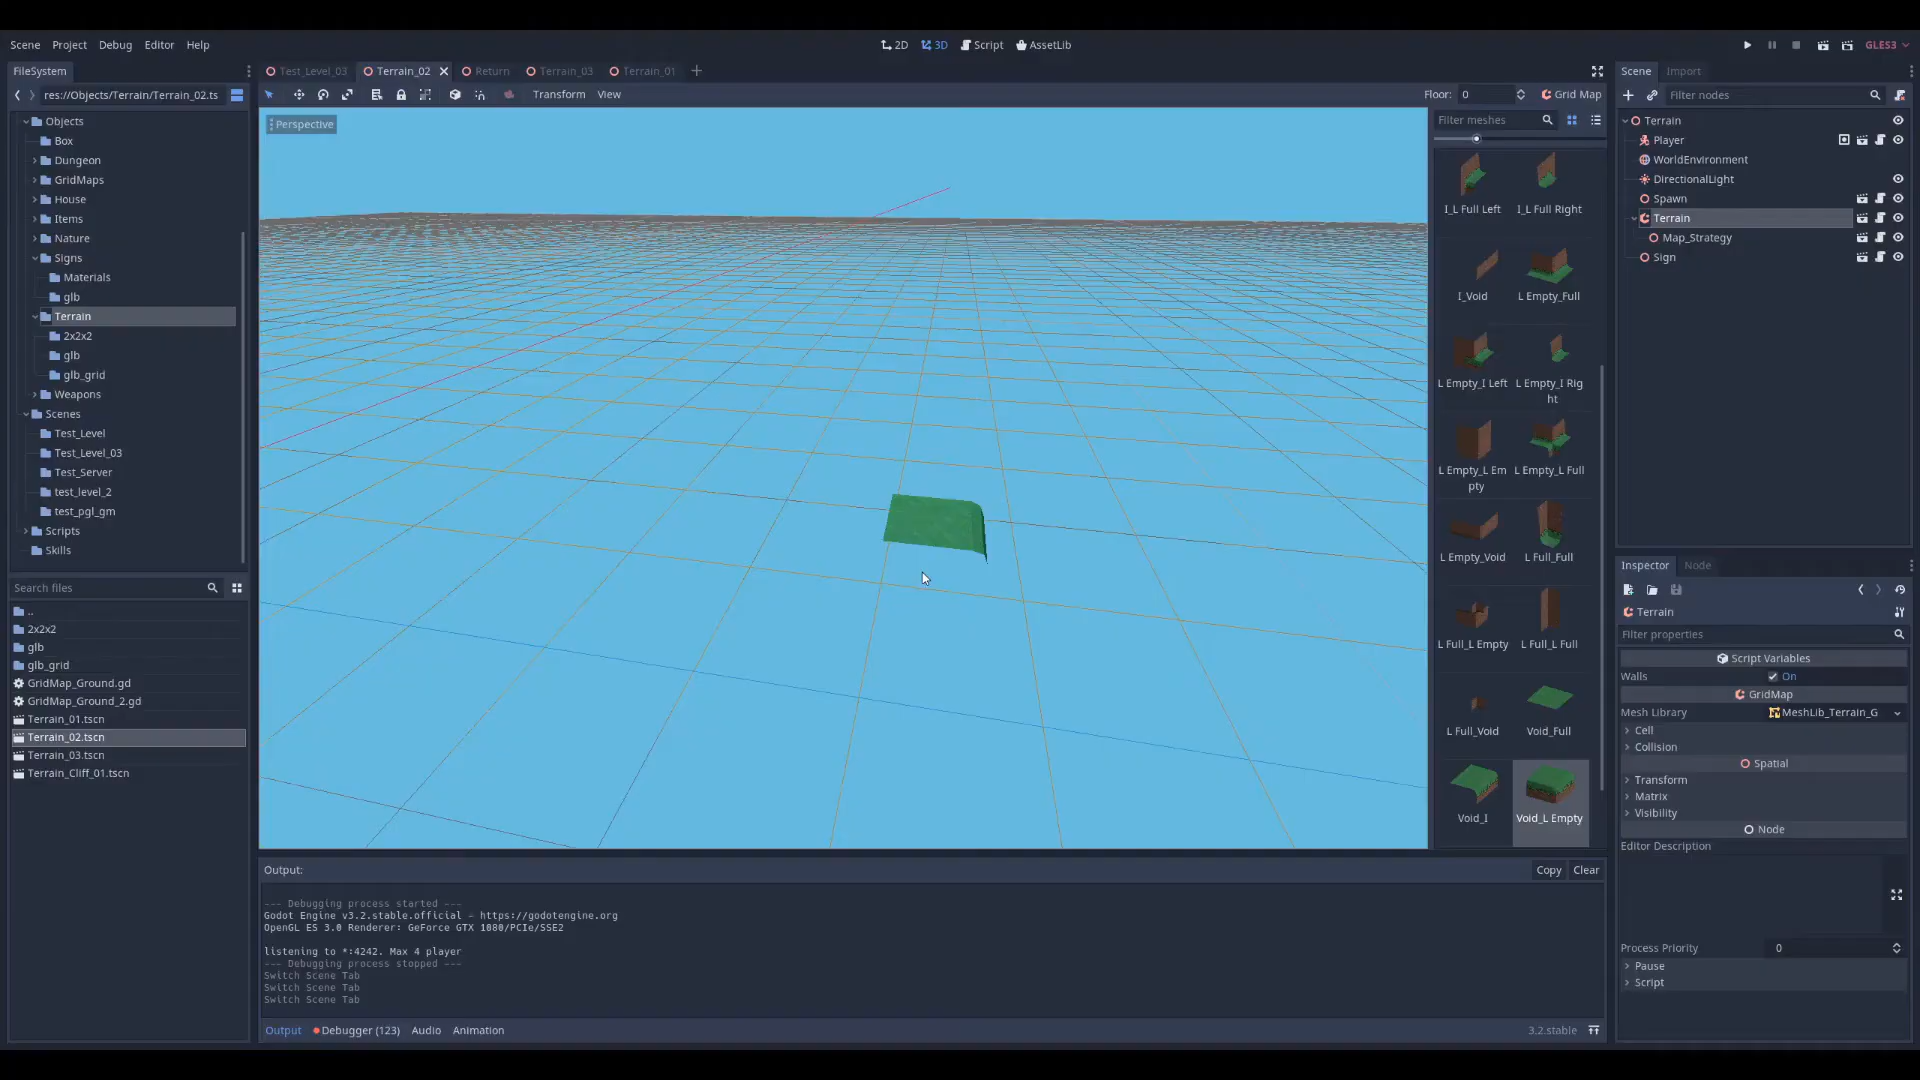 Scene Project Debug Editor Help
2D 3D Script AssetLib
GLES3
FileSystem
Test_Level_03 Terrain_02 Return Terrain_03 Terrain_01
Scene Import
res://Objects/Terrain/Terrain_02.ts
Transform View
Floor: 0 Grid Map
Filter nodes
Objects
Box
Dungeon
GridMaps
House
Items
Nature
Signs
Materials
glb
Terrain
2x2x2
glb
glb_grid
Weapons
Scenes
Test_Level
Test_Level_03
Test_Server
test_level_2
test_pgl_gm
Scripts
Skills
Search files
..
2x2x2
glb
glb_grid
GridMap_Ground.gd
GridMap_Ground_2.gd
Terrain_01.tscn
Terrain_02.tscn
Terrain_03.tscn
Terrain_Cliff_01.tscn
Perspective
Filter meshes
I_L Full Left I_L Full Right
I_Void L Empty_Full
L Empty_I Left L Empty_I Rig
ht
L Empty_L Em L Empty_L Full
pty
L Empty_Void L Full_Full
L Full_L Empty L Full_L Full
L Full_Void Void_Full
Void_I Void_L Empty
Output: Copy Clear
--- Debugging process started ---
Godot Engine v3.2.stable.official - https://godotengine.org
OpenGL ES 3.0 Renderer: GeForce GTX 1080/PCIe/SSE2
listening to *:4242. Max 4 player
--- Debugging process stopped ---
Switch Scene Tab
Switch Scene Tab
Switch Scene Tab
Output Debugger (123) Audio Animation 3.2.stable
Terrain
Player
WorldEnvironment
DirectionalLight
Spawn
Terrain
Map_Strategy
Sign
Inspector Node
Terrain
Filter properties
Script Variables
Walls On
GridMap
Mesh Library MeshLib_Terrain_G
Cell
Collision
Spatial
Transform
Matrix
Visibility
Node
Editor Description
Process Priority 0
Pause
Script